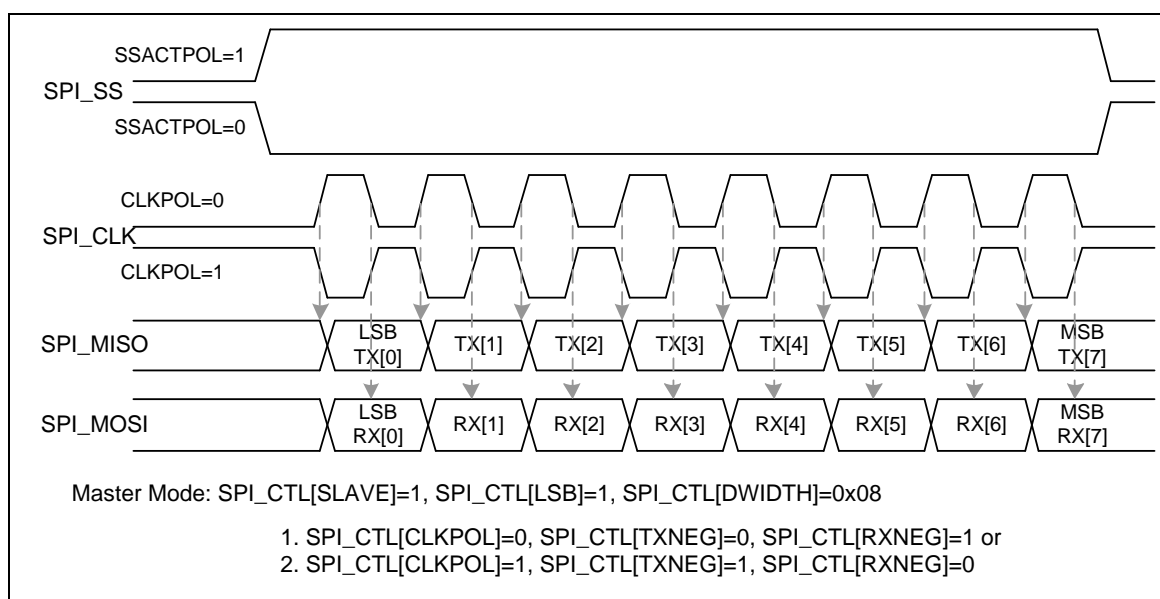 SSACTPOL=1
SPI_SS
SSACTPOL=0
CLKPOL=0
SPI_CLK
CLKPOL=1
SPI_MISO
LSB TX[0] TX[1] TX[2] TX[3] TX[4] TX[5] TX[6] MSB TX[7]
SPI_MOSI
LSB RX[0] RX[1] RX[2] RX[3] RX[4] RX[5] RX[6] MSB RX[7]
Master Mode: SPI_CTL[SLAVE]=1, SPI_CTL[LSB]=1, SPI_CTL[DWIDTH]=0x08
1. SPI_CTL[CLKPOL]=0, SPI_CTL[TXNEG]=0, SPI_CTL[RXNEG]=1 or
2. SPI_CTL[CLKPOL]=1, SPI_CTL[TXNEG]=1, SPI_CTL[RXNEG]=0